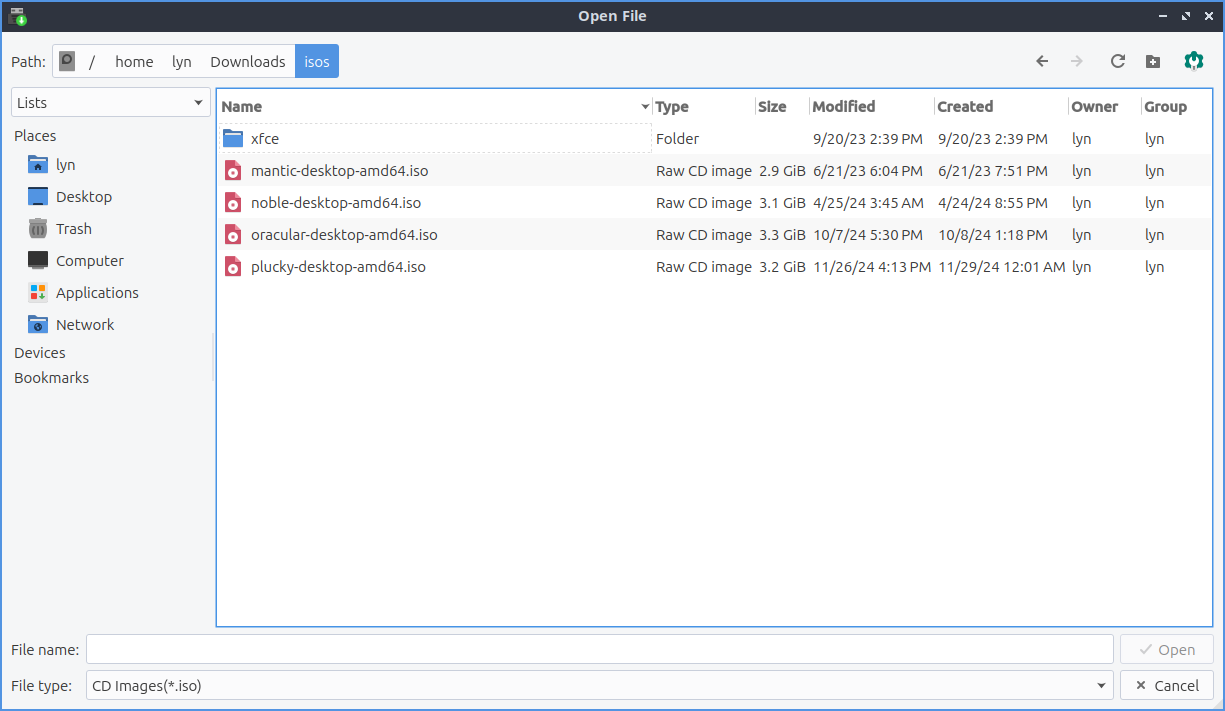 Open File
Path: / home lyn Downloads isos
Lists
Places
lyn
Desktop
Trash
Computer
Applications
Network
Devices
Bookmarks
Name Type Size Modified Created Owner Group
xfce Folder 9/20/23 2:39 PM 9/20/23 2:39 PM lyn lyn
mantic-desktop-amd64.iso Raw CD image 2.9 GiB 6/21/23 6:04 PM 6/21/23 7:51 PM lyn lyn
noble-desktop-amd64.iso Raw CD image 3.1 GiB 4/25/24 3:45 AM 4/24/24 8:55 PM lyn lyn
oracular-desktop-amd64.iso Raw CD image 3.3 GiB 10/7/24 5:30 PM 10/8/24 1:18 PM lyn lyn
plucky-desktop-amd64.iso Raw CD image 3.2 GiB 11/26/24 4:13 PM 11/29/24 12:01 AM lyn lyn
File name: Open
File type: CD Images(*.iso) Cancel